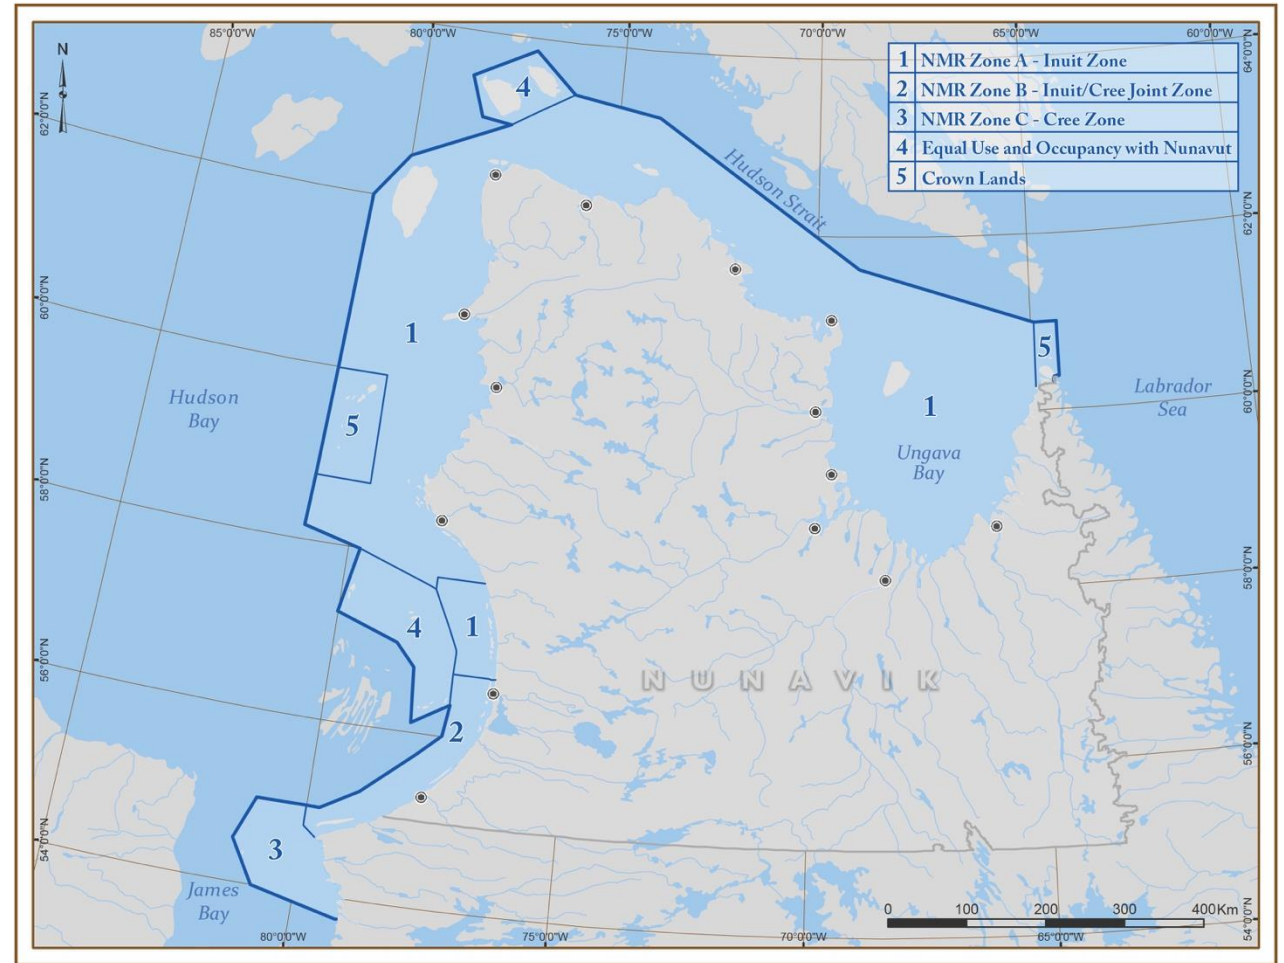 85°0'0"W 80°0'0"W 75°0'0"W 70°0'0"W 65°0'0"W 60°0'0"W
N
64°0'0"N
1 NMR Zone A - Inuit Zone
2 NMR Zone B - Inuit/Cree Joint Zone
3 NMR Zone C - Cree Zone
4 Equal Use and Occupancy with Nunavut
5 Crown Lands
4
62°0'0"N
Hudson Strait
62°0'0"N
60°0'0"N
1
5
Hudson
Bay
5
1
Labrador
Sea
60°0'0"N
Ungava
Bay
58°0'0"N
58°0'0"N
4
1
56°0'0"N
NUNAVIK
2
56°0'0"N
54°0'0"N
3
James
Bay
0 100 200 300 400Km
54°0'0"N
80°0'0"W 75°0'0"W 70°0'0"W 65°0'0"W